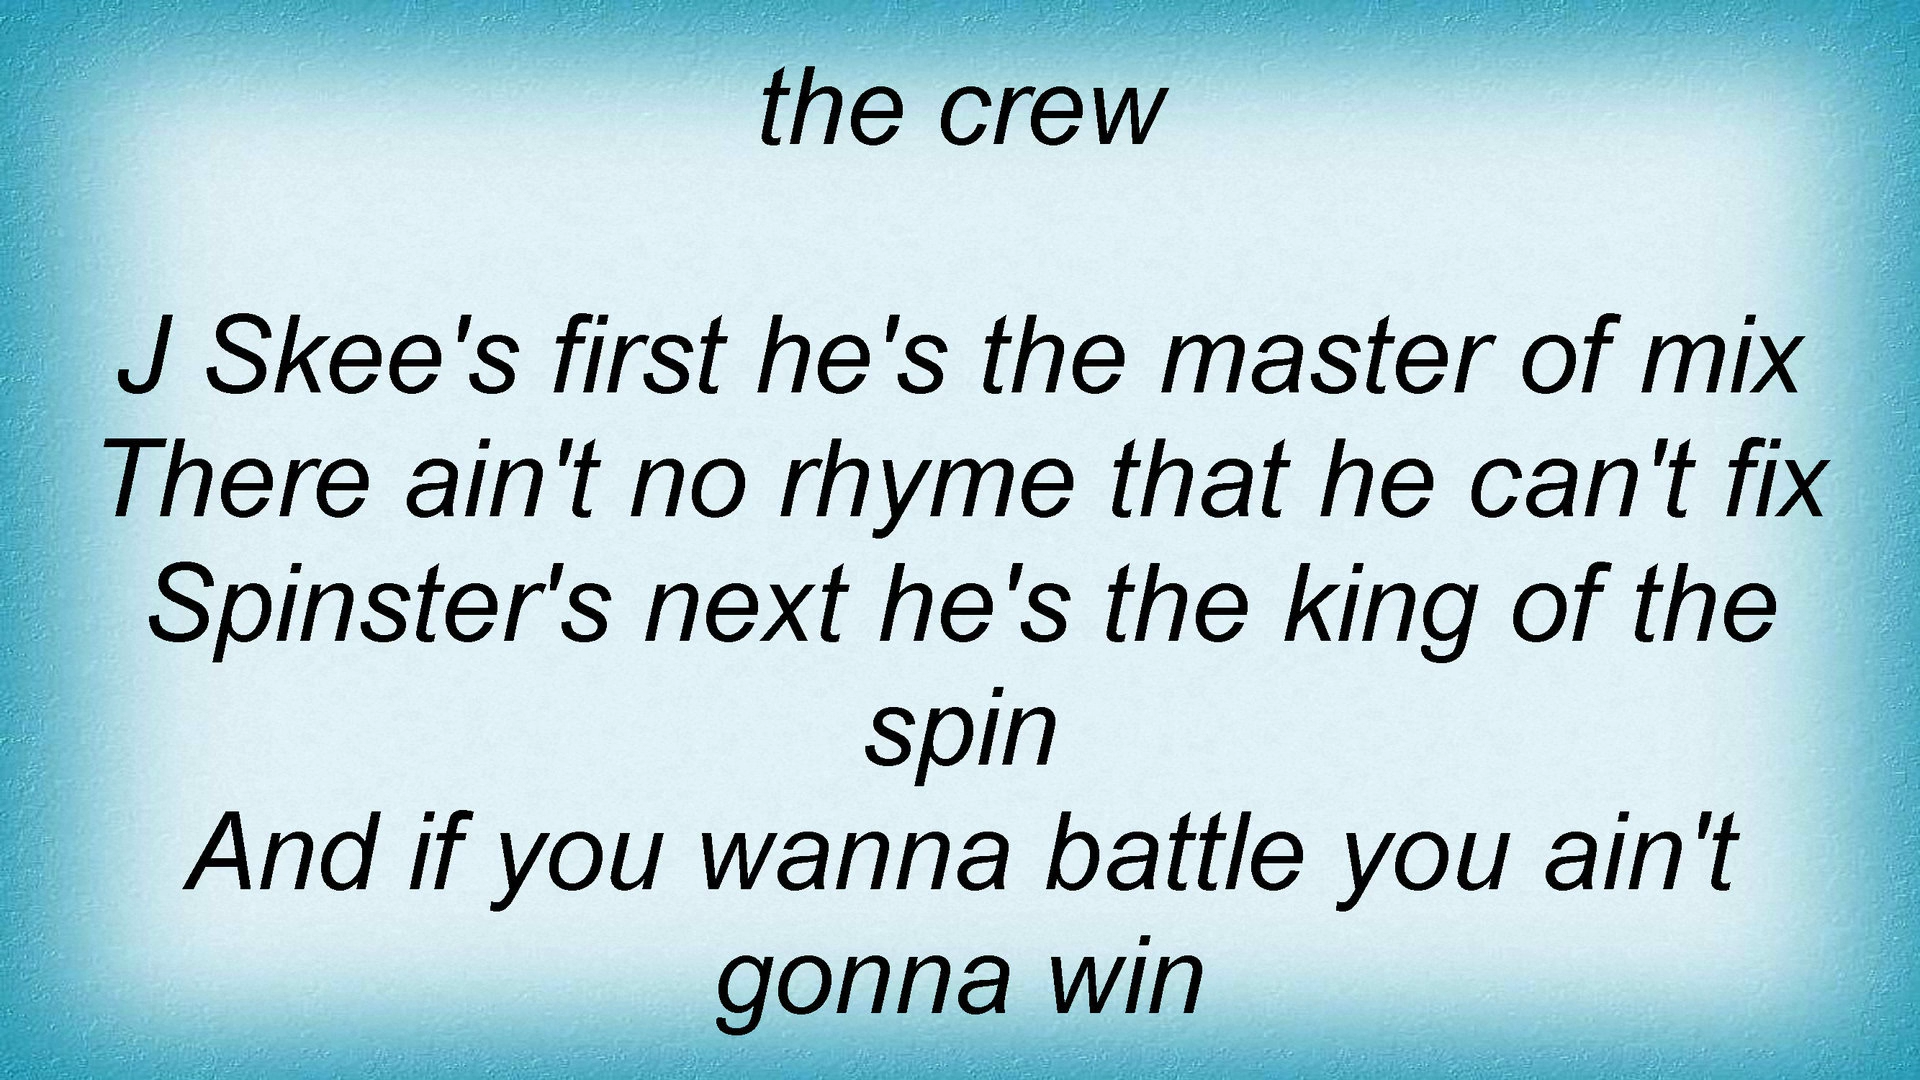 the crew
J Skee's first he's the master of mix
There ain't no rhyme that he can't fix
Spinster's next he's the king of the
spin
And if you wanna battle you ain't
gonna win